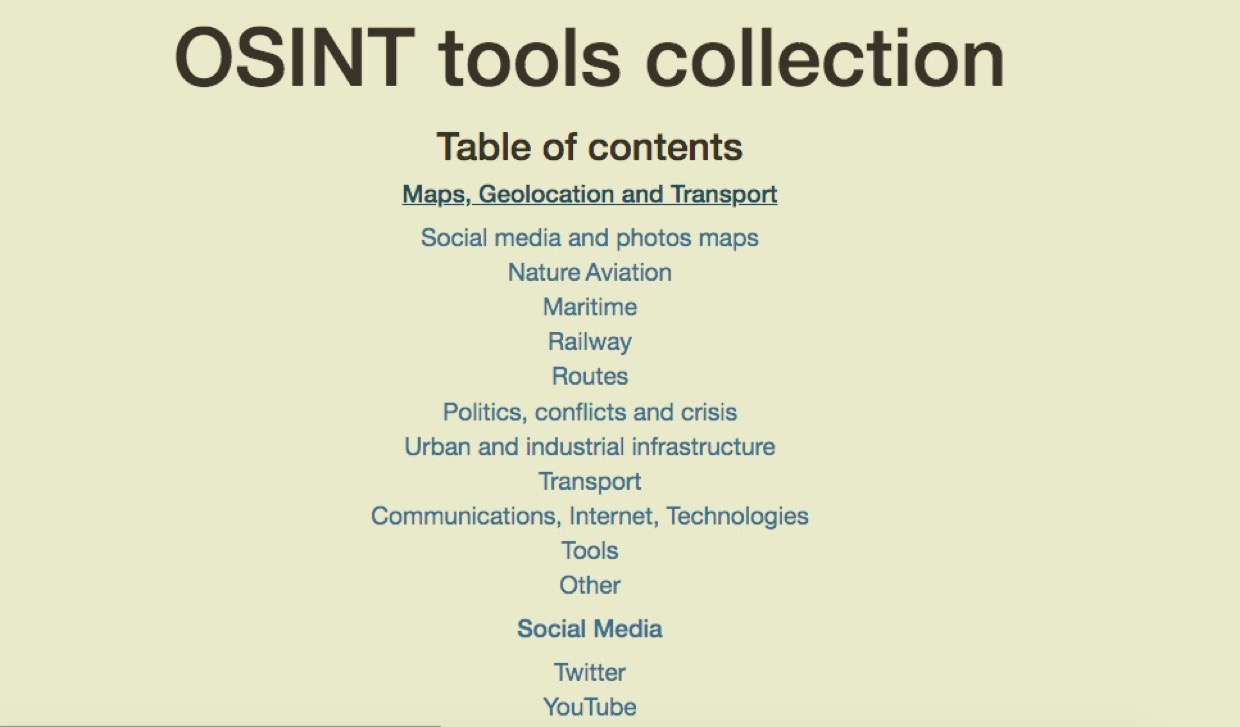 OSINT tools collection
Table of contents
Maps, Geolocation and Transport
Social media and photos maps
Nature Aviation
Maritime
Railway
Routes
Politics, conflicts and crisis
Urban and industrial infrastructure
Transport
Communications, Internet, Technologies
Tools
Other
Social Media
Twitter
YouTube